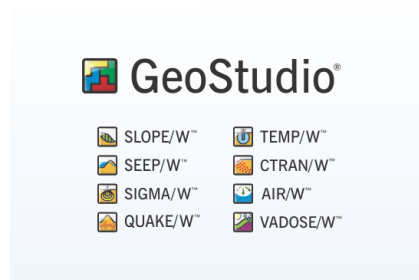 GeoStudio®
SLOPE/W™ TEMP/W™
SEEP/W™ CTRAN/W™
SIGMA/W™ AIR/W™
QUAKE/W™ VADOSE/W™